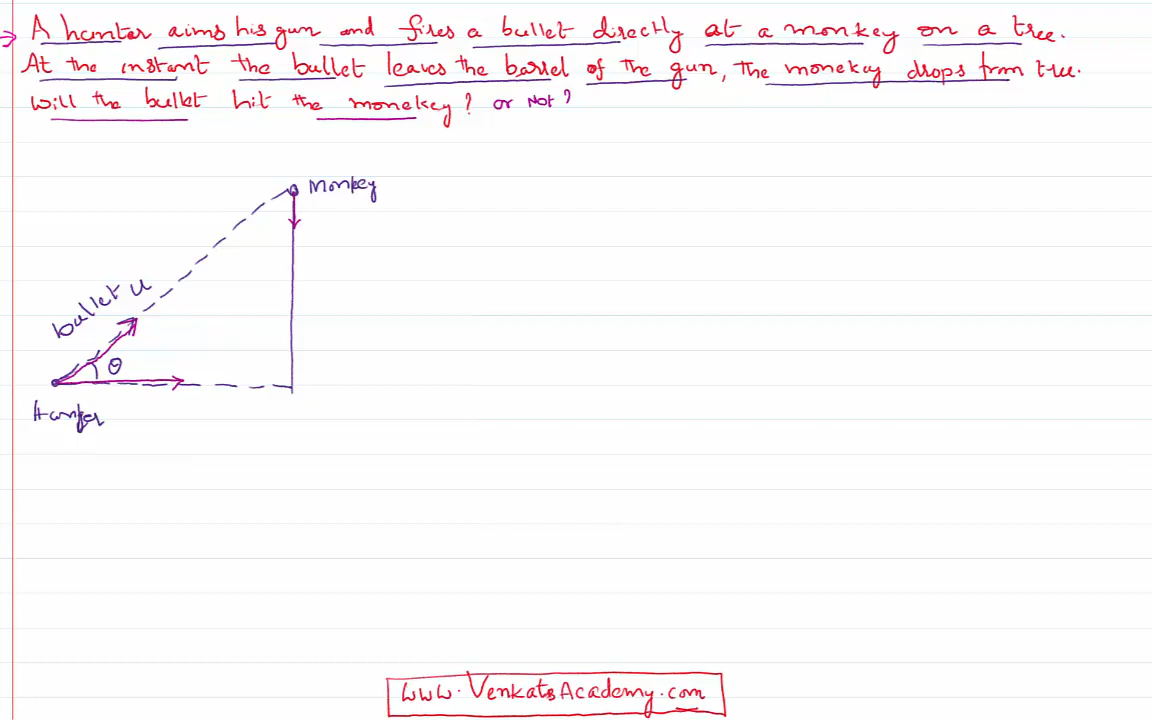 A hunter aims his gun and fires a bullet directly at a monkey on a tree.
At the instant the bullet leaves the barrel of the gun, The monekey drops from tree.
Will the bullet hit the monekey? or Not?
Monkey
bullet u
θ
Hunter
www.VenkatsAcademy.com